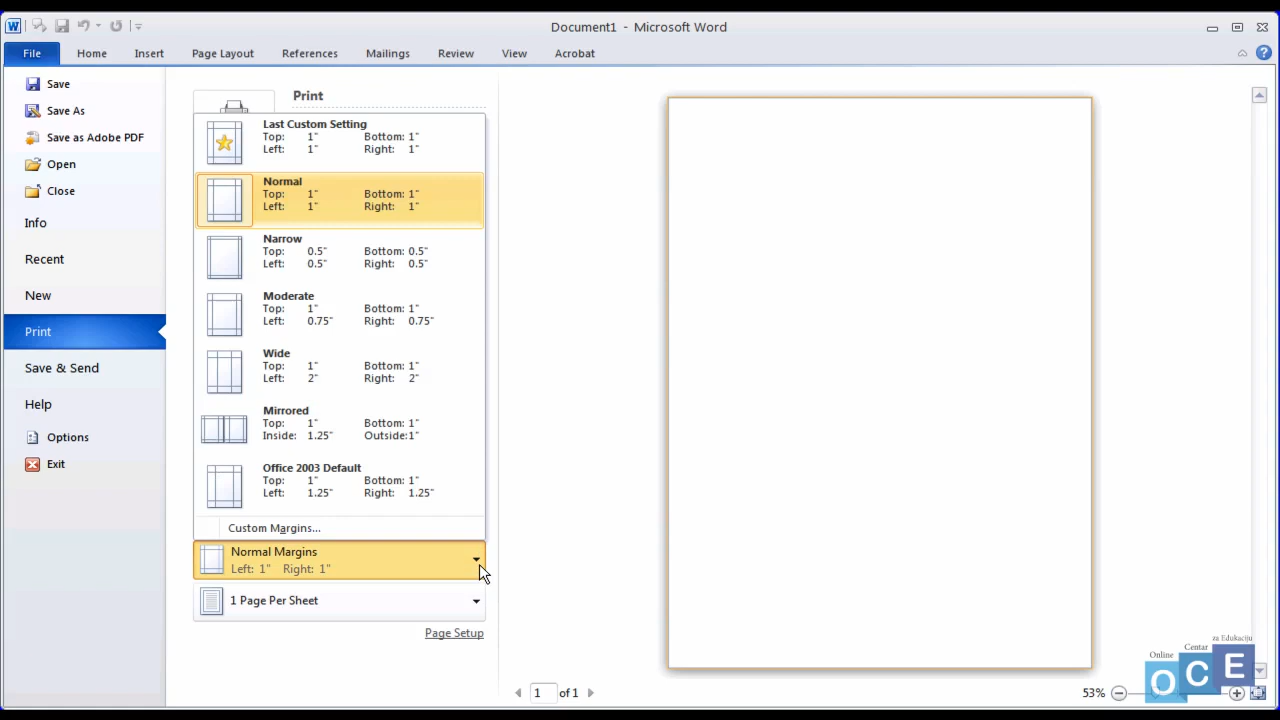 W
Document1 - Microsoft Word
File Home Insert Page Layout References Mailings Review View Acrobat
Save
Save As
Save as Adobe PDF
Open
Close
Info
Recent
New
Print
Save & Send
Help
Options
Exit
Print
Last Custom Setting
Top: 1" Bottom: 1"
Left: 1" Right: 1"
Normal
Top: 1" Bottom: 1"
Left: 1" Right: 1"
Narrow
Top: 0.5" Bottom: 0.5"
Left: 0.5" Right: 0.5"
Moderate
Top: 1" Bottom: 1"
Left: 0.75" Right: 0.75"
Wide
Top: 1" Bottom: 1"
Left: 2" Right: 2"
Mirrored
Top: 1" Bottom: 1"
Inside: 1.25" Outside:1"
Office 2003 Default
Top: 1" Bottom: 1"
Left: 1.25" Right: 1.25"
Custom Margins...
Normal Margins
Left: 1" Right: 1"
1 Page Per Sheet
Page Setup
1 of 1
53%
Online Centar za Edukaciju
O C E